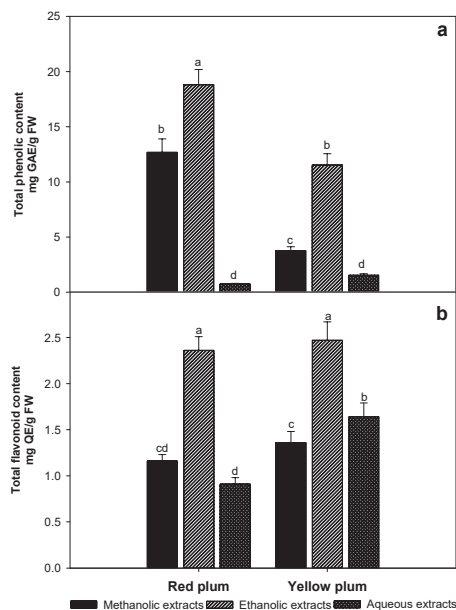 a
Total phenolic content
mg GAE/g FW
25
20
15
10
5
0
b
a
d
c
b
d
b
Total flavonoid content
mg QE/g FW
2.5
2.0
1.5
1.0
0.5
0.0
cd
a
d
c
a
b
Red plum Yellow plum
Methanolic extracts Ethanolic extracts Aqueous extracts